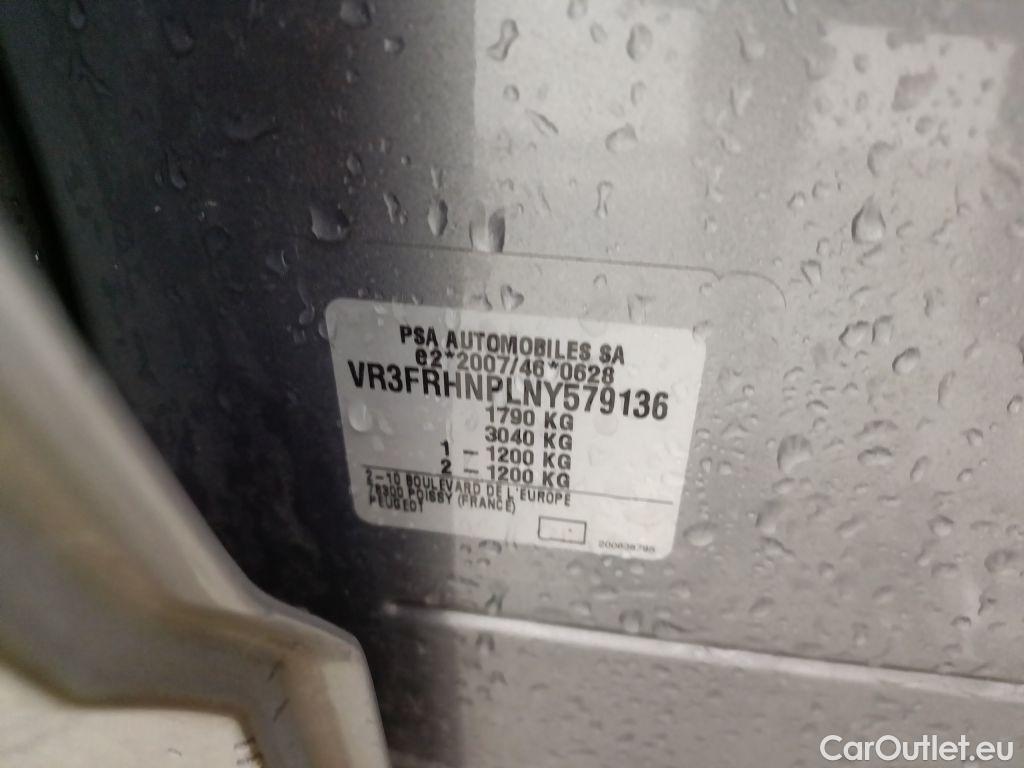 PSA AUTOMOBILES SA
e2*2007/46*0628
VR3FRHNPLNY579136
1790 KG
3040 KG
1 – 1200 KG
2 – 1200 KG
2–10 BOULEVARD DE L'EUROPE
POISSY (FRANCE)
PEUGEOT
CarOutlet.eu